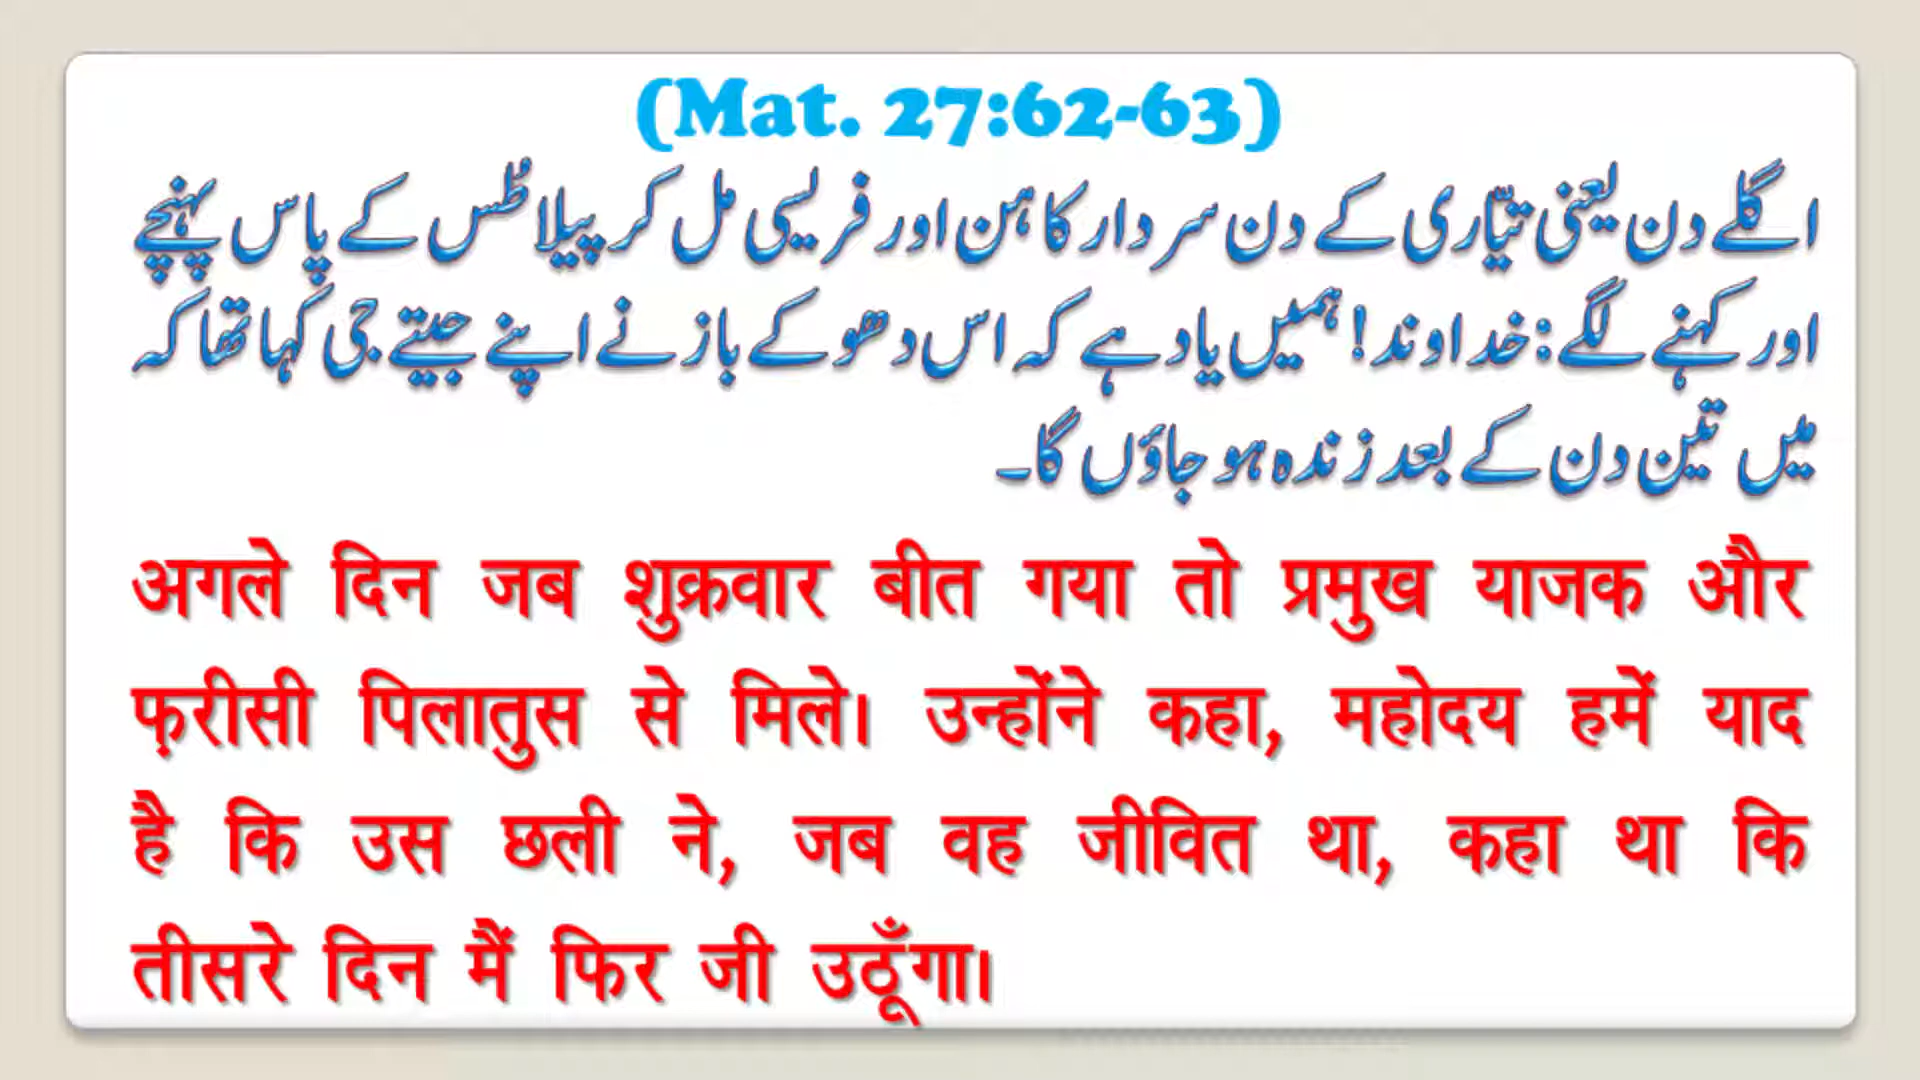 (Mat. 27:62-63)
اگلے دن یعنی تیّاری کے دن سردار کاہن اور فریسی مل کر پیلاطُس کے پاس پہنچے
اور کہنے لگے: خداوند! ہمیں یاد ہے کہ اس دھوکے باز نے اپنے جیتے جی کہا تھا کہ
میں تین دن کے بعد زندہ ہو جاؤں گا۔
अगले दिन जब शुक्रवार बीत गया तो प्रमुख याजक और
फ़रीसी पिलातुस से मिले। उन्होंने कहा, महोदय हमें याद
है कि उस छली ने, जब वह जीवित था, कहा था कि
तीसरे दिन मैं फिर जी उठूँगा।